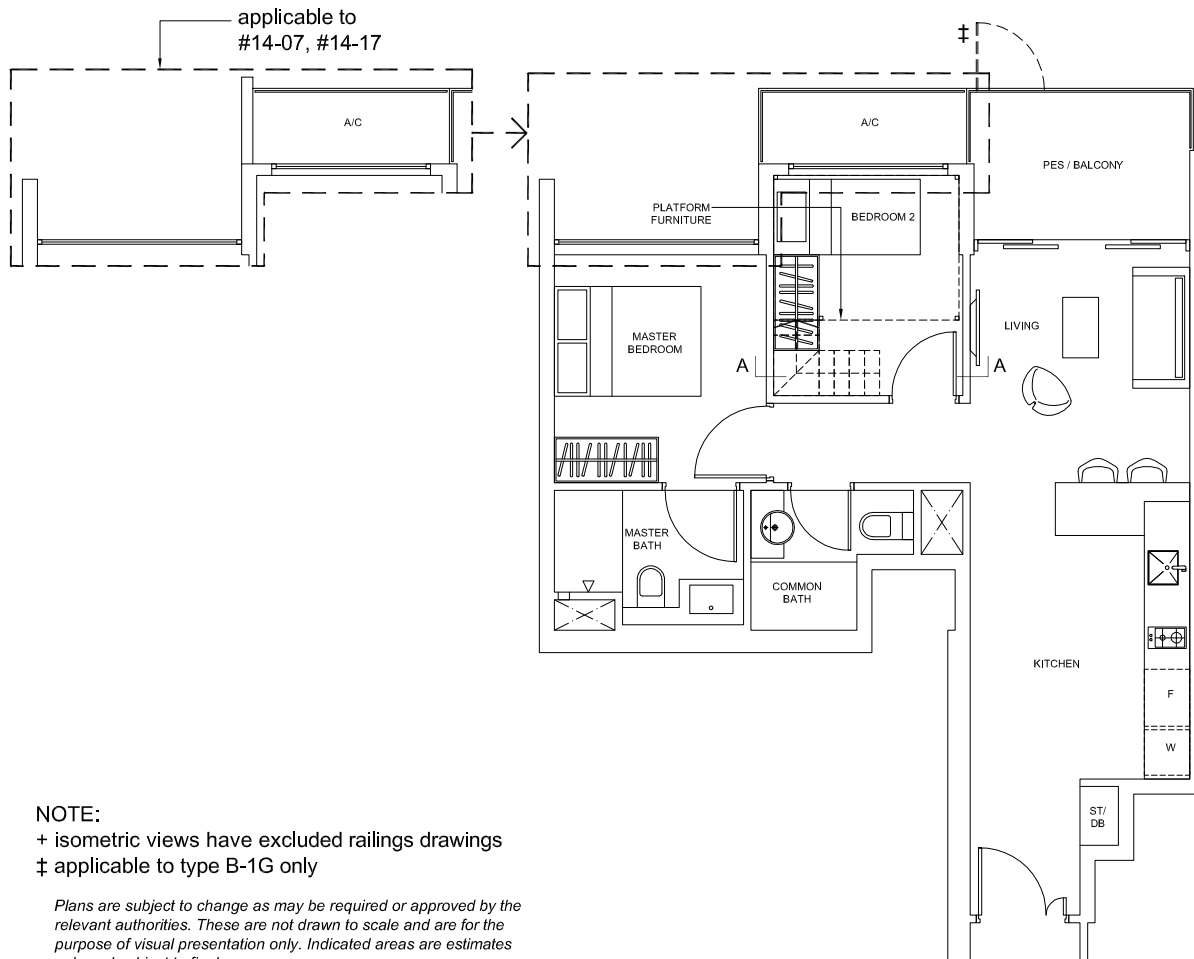 applicable to
#14-07, #14-17
‡
A/C
A/C
PES / BALCONY
PLATFORM
FURNITURE
BEDROOM 2
MASTER
BEDROOM
LIVING
A
A
MASTER
BATH
COMMON
BATH
KITCHEN
F
W
ST/
DB
NOTE:
+ isometric views have excluded railings drawings
‡ applicable to type B-1G only
Plans are subject to change as may be required or approved by the
relevant authorities. These are not drawn to scale and are for the
purpose of visual presentation only. Indicated areas are estimates